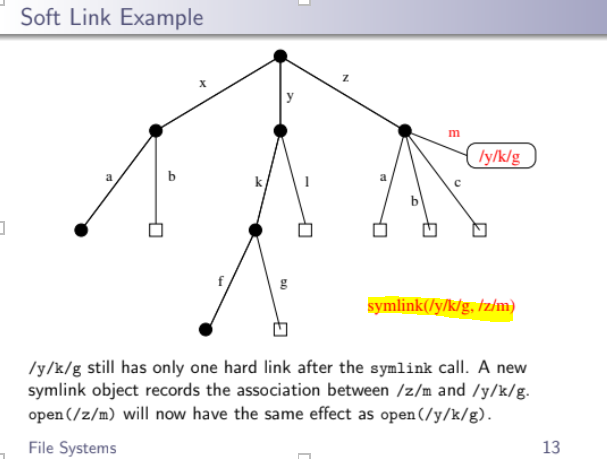 Soft Link Example
x
y
z
m
/y/k/g
a
b
k
l
a
b
c
f
g
symlink(/y/k/g, /z/m)
/y/k/g still has only one hard link after the symlink call. A new
symlink object records the association between /z/m and /y/k/g.
open(/z/m) will now have the same effect as open(/y/k/g).
File Systems
13